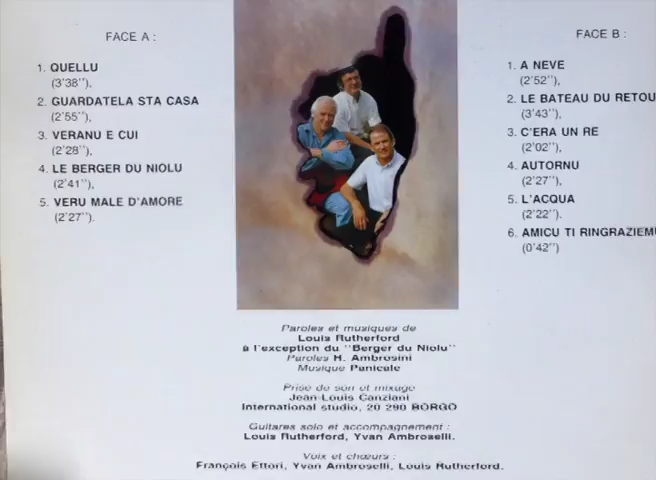 FACE A :
1. QUELLU
(3'38''),
2. GUARDATELA STA CASA
(2'55''),
3. VERANU E CUI
(2'28''),
4. LE BERGER DU NIOLU
(2'41''),
5. VERU MALE D'AMORE
(2'27'').
FACE B :
1. A NEVE
(2'52''),
2. LE BATEAU DU RETOU
(3'43''),
3. C'ERA UN RE
(2'02''),
4. AUTORNU
(2'27''),
5. L'ACQUA
(2'22'').
6. AMICU TI RINGRAZIEMU
(0'42'')
Paroles et musiques de
Louis Rutherford
à l'exception du "Berger du Niolu"
Paroles H. Ambrosini
Musique Panicale
Prise de son et mixage
Jean-Louis Canziani
International studio, 20 290 BORGO
Guitares solo et accompagnement :
Louis Rutherford, Yvan Ambroselli.
Voix et chœurs :
François Ettori, Yvan Ambroselli, Louis Rutherford.